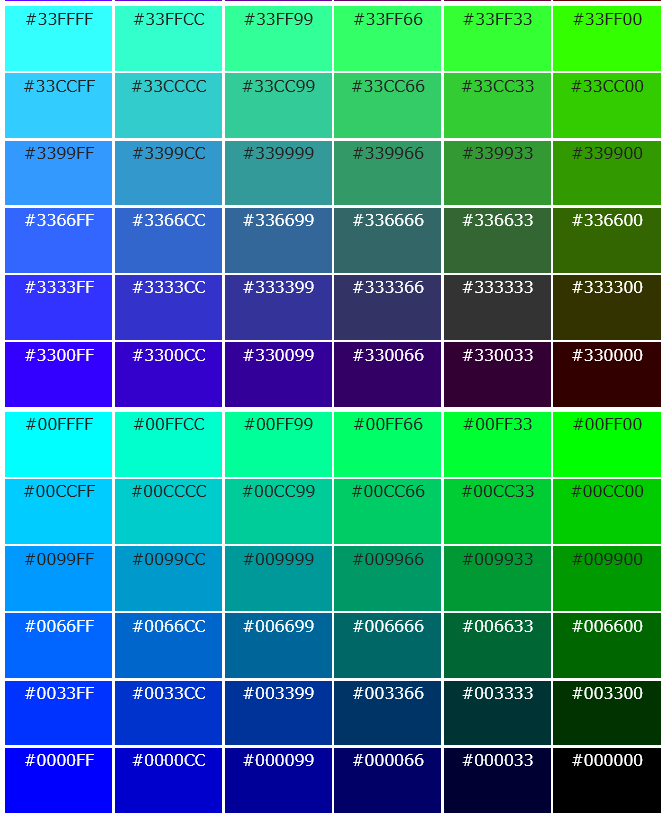 #33FFFF #33FFCC #33FF99 #33FF66 #33FF33 #33FF00
#33CCFF #33CCCC #33CC99 #33CC66 #33CC33 #33CC00
#3399FF #3399CC #339999 #339966 #339933 #339900
#3366FF #3366CC #336699 #336666 #336633 #336600
#3333FF #3333CC #333399 #333366 #333333 #333300
#3300FF #3300CC #330099 #330066 #330033 #330000
#00FFFF #00FFCC #00FF99 #00FF66 #00FF33 #00FF00
#00CCFF #00CCCC #00CC99 #00CC66 #00CC33 #00CC00
#0099FF #0099CC #009999 #009966 #009933 #009900
#0066FF #0066CC #006699 #006666 #006633 #006600
#0033FF #0033CC #003399 #003366 #003333 #003300
#0000FF #0000CC #000099 #000066 #000033 #000000